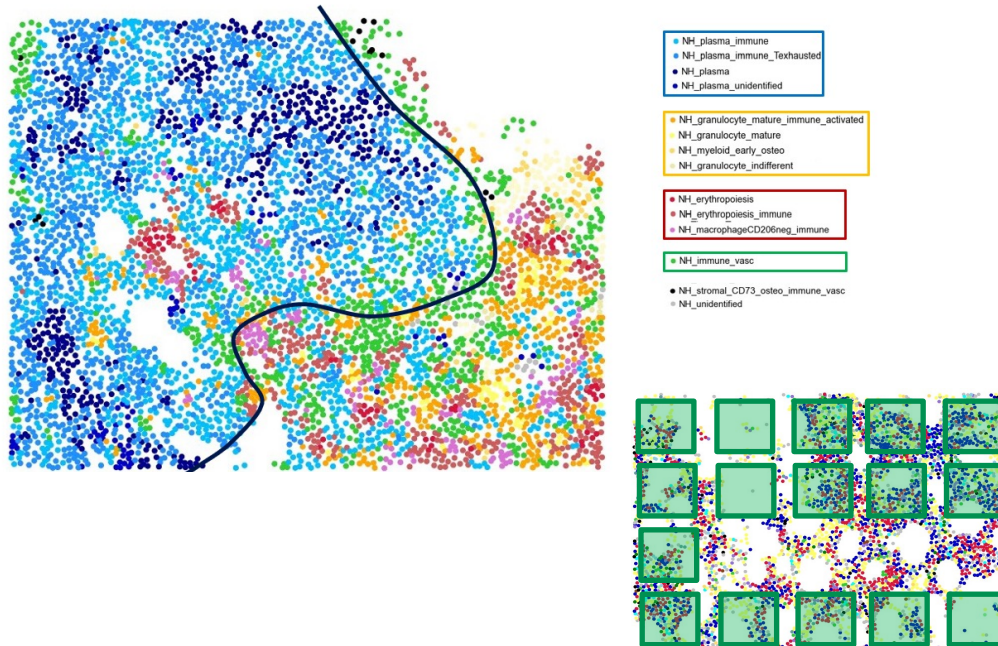 NH_plasma_immune
NH_plasma_immune_Texhausted
NH_plasma
NH_plasma_unidentified
NH_granulocyte_mature_immune_activated
NH_granulocyte_mature
NH_myeloid_early_osteo
NH_granulocyte_indifferent
NH_erythropoiesis
NH_erythropoiesis_immune
NH_macrophageCD206neg_immune
NH_immune_vasc
NH_stromal_CD73_osteo_immune_vasc
NH_unidentified